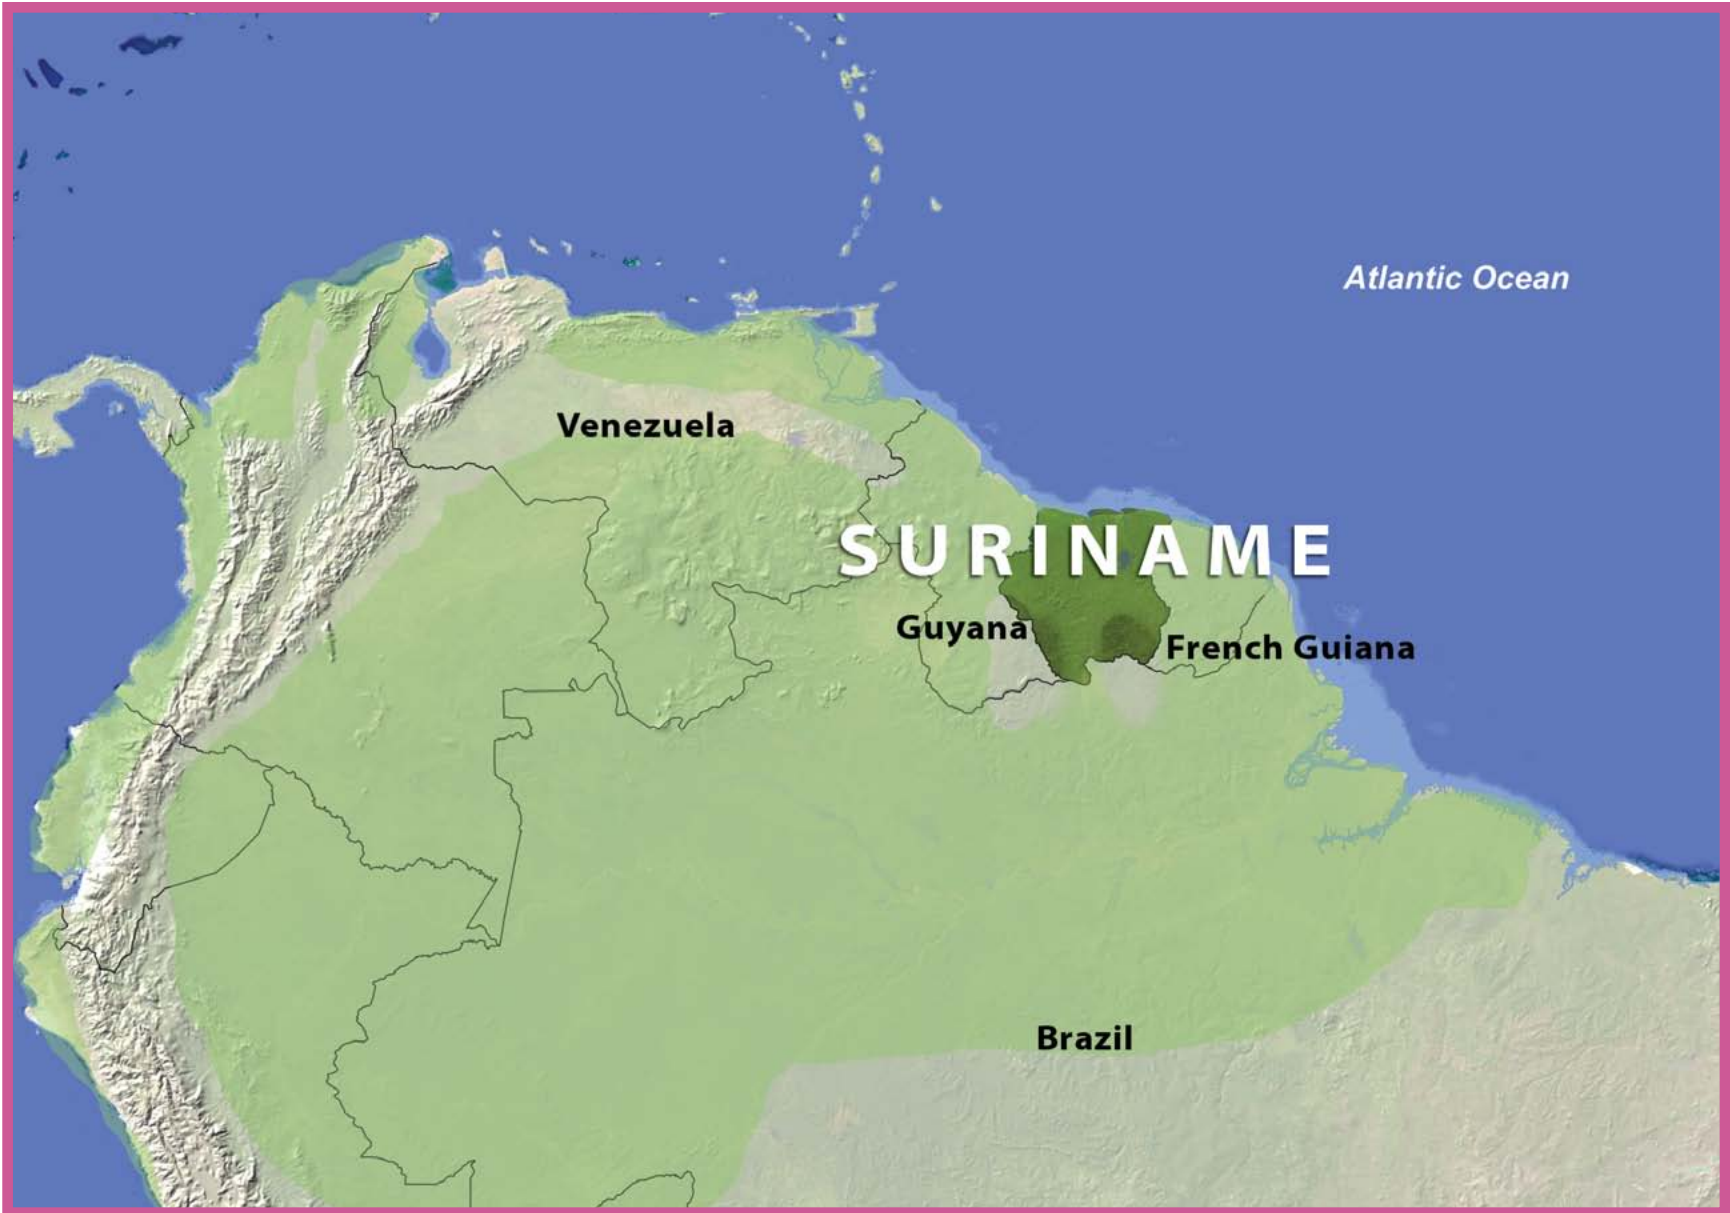 Atlantic Ocean
Venezuela
SURINAME
Guyana
French Guiana
Brazil